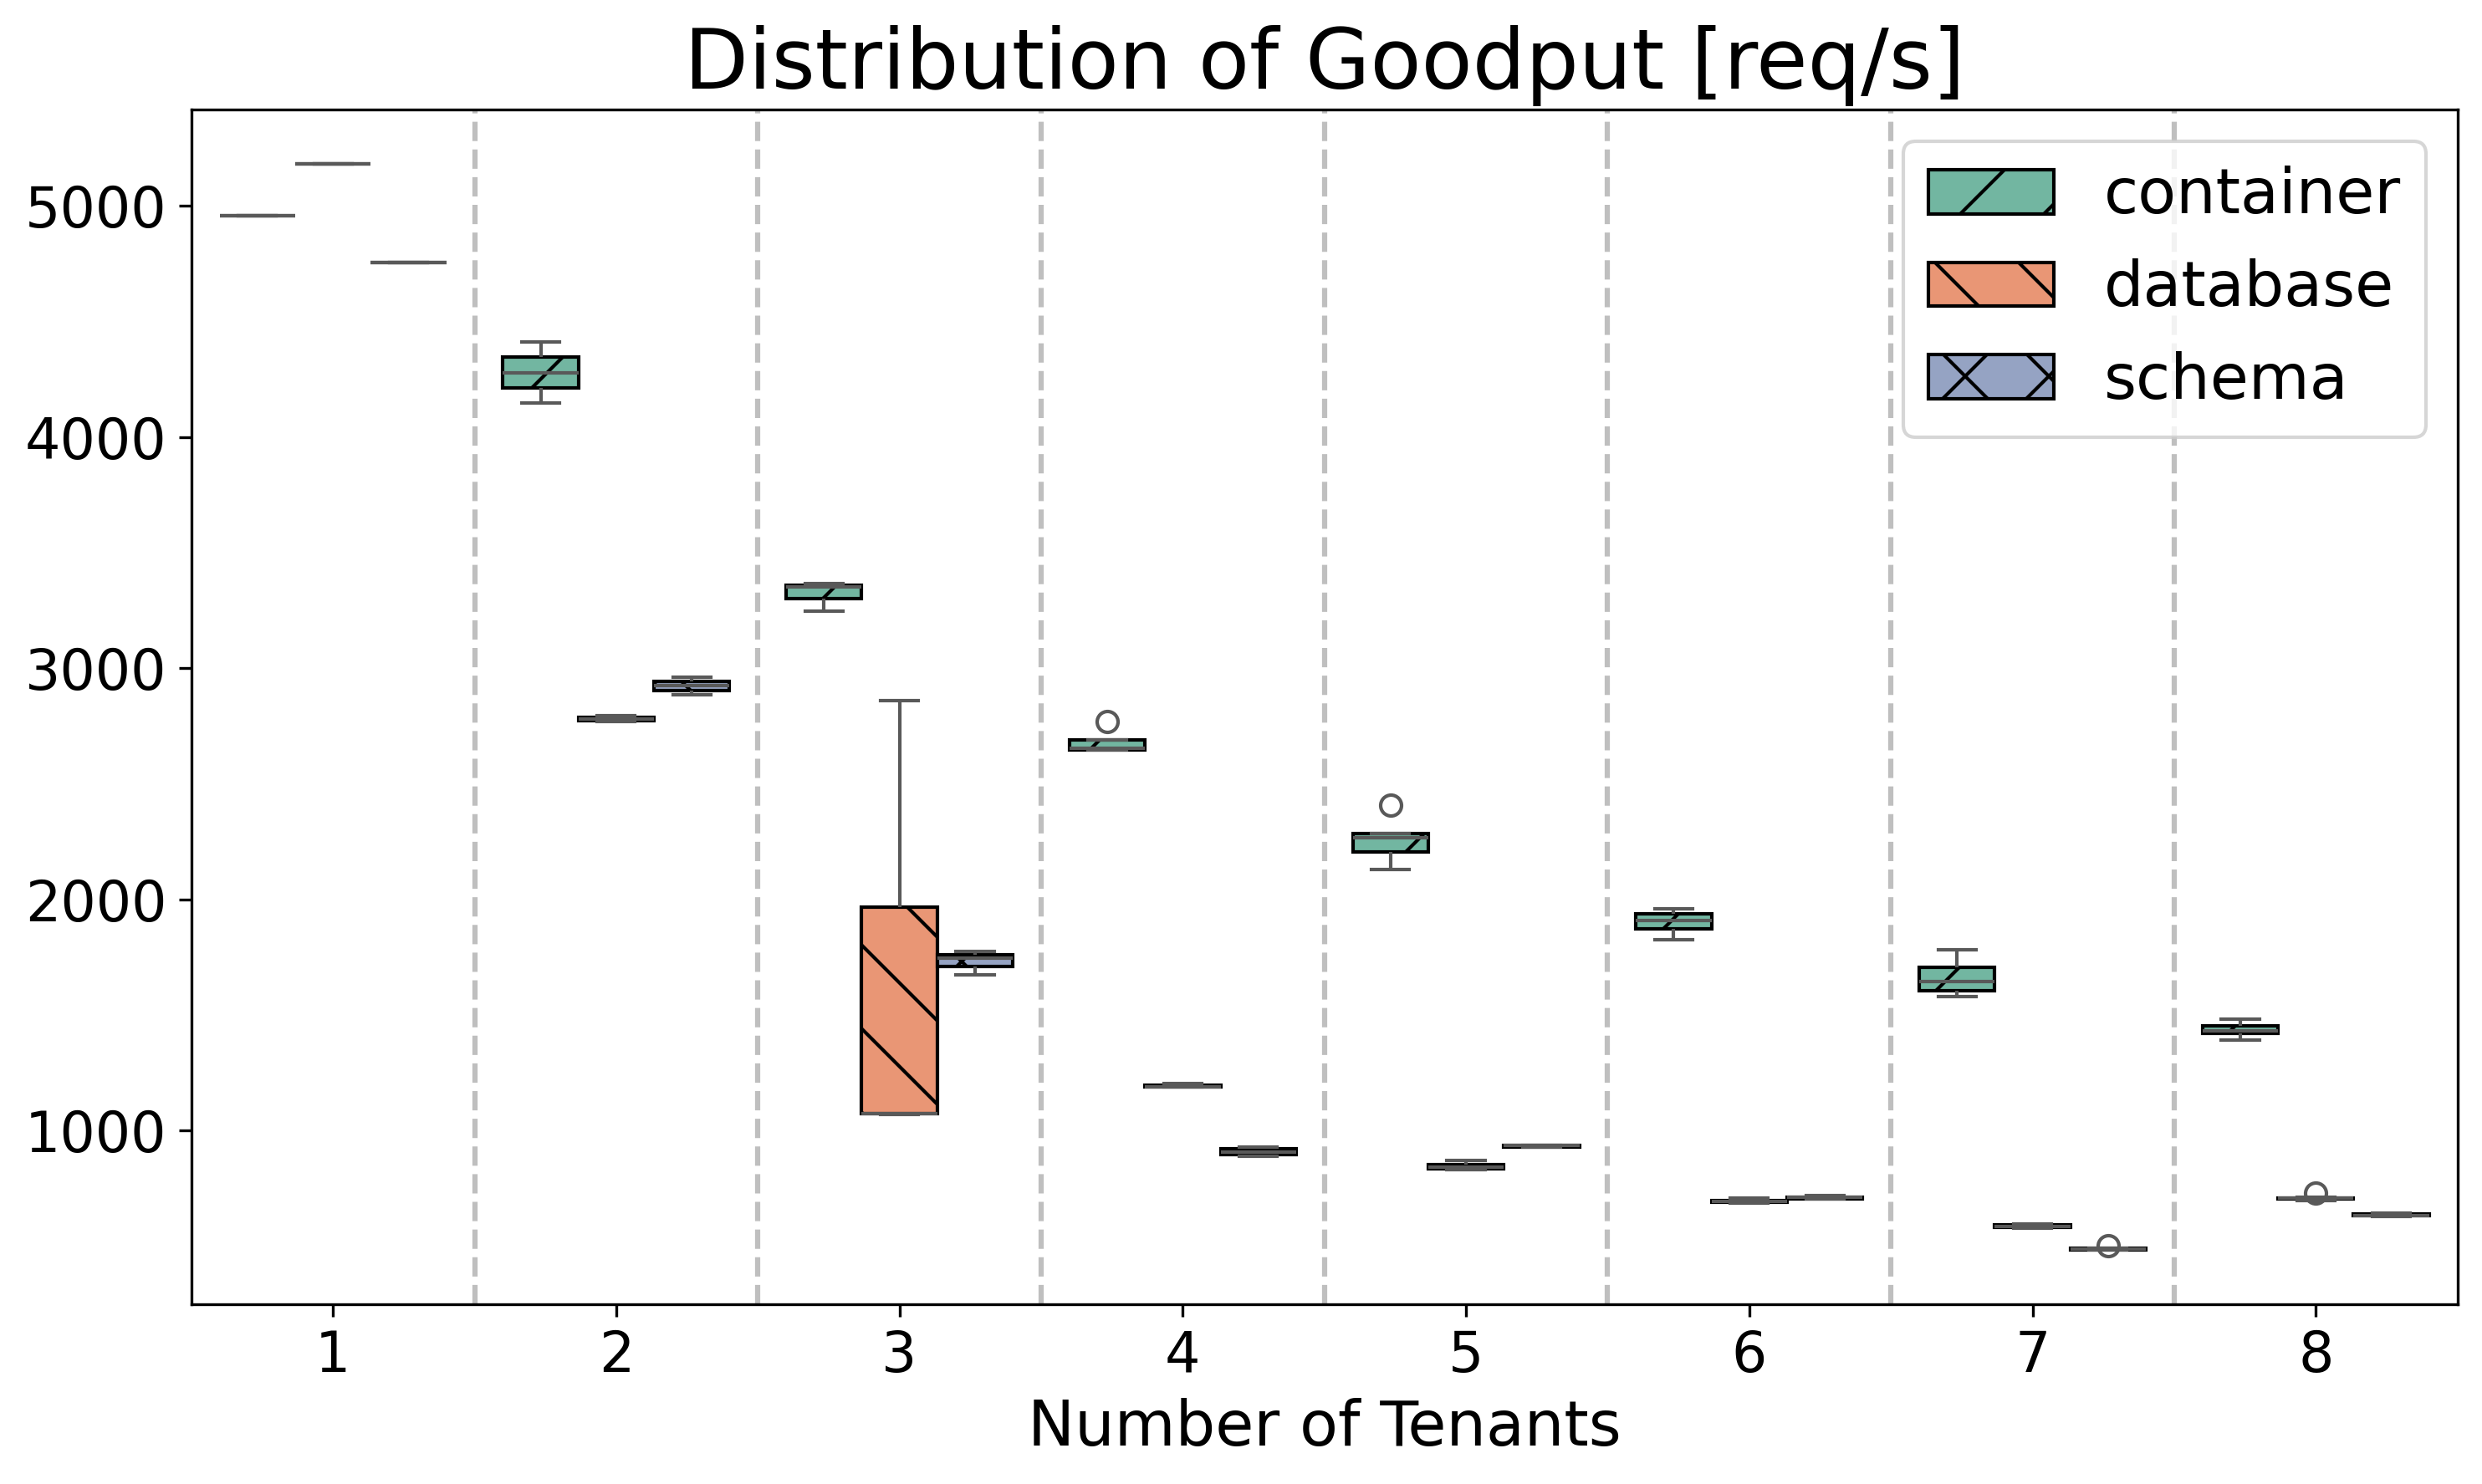 Distribution of Goodput [req/s]
5000
4000
3000
2000
1000
container
database
schema
1 2 3 4 5 6 7 8
Number of Tenants